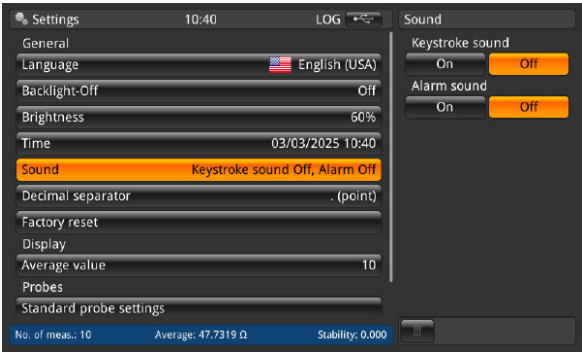 Settings 10:40 LOG
General
Language English (USA)
Backlight-Off Off
Brightness 60%
Time 03/03/2025 10:40
Sound Keystroke sound Off, Alarm Off
Decimal separator . (point)
Factory reset
Display
Average value 10
Probes
Standard probe settings
No. of meas.: 10 Average: 47.7319 Ω Stability: 0.000
Sound
Keystroke sound
On Off
Alarm sound
On Off